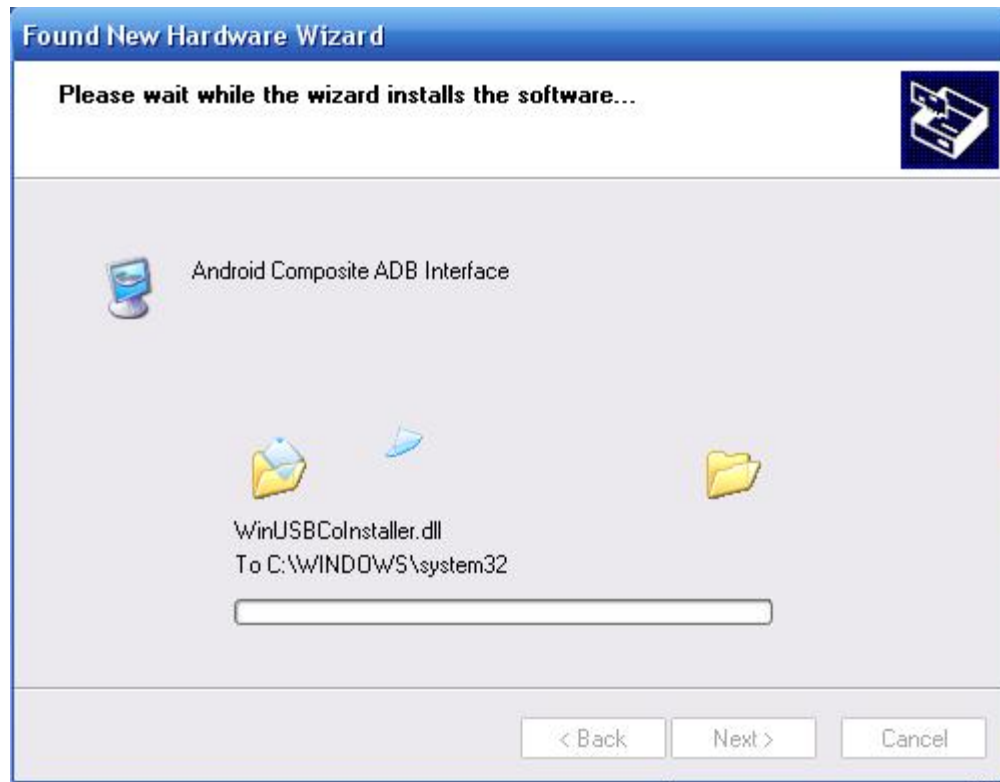 Found New Hardware Wizard
Please wait while the wizard installs the software...
Android Composite ADB Interface
WinUSBCoInstaller.dll
To C:\WINDOWS\system32
< Back
Next >
Cancel